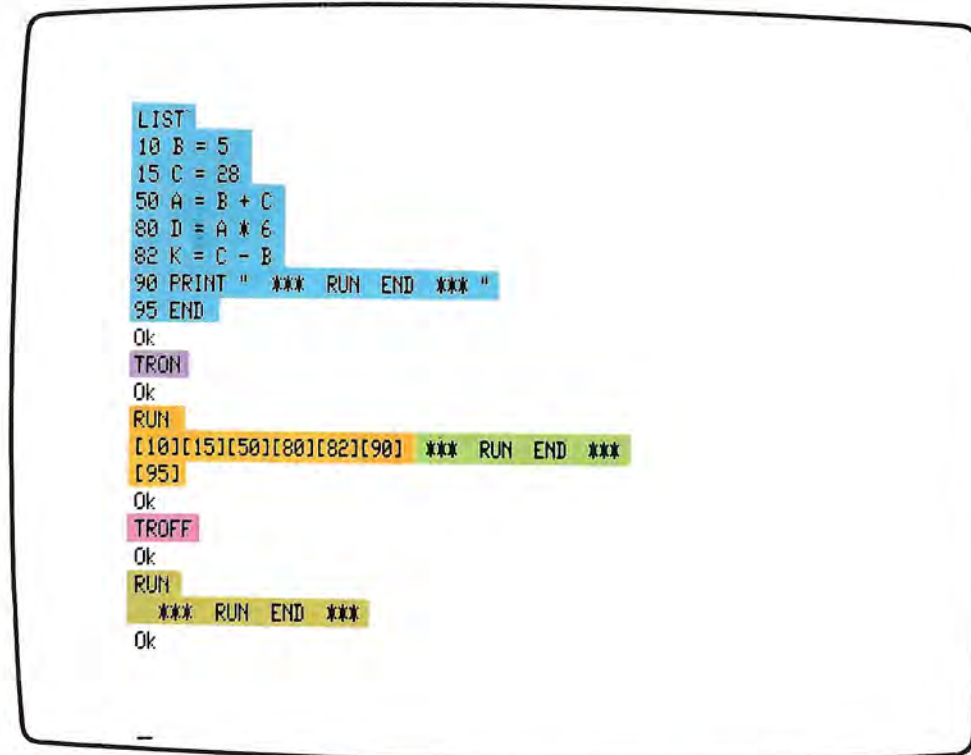 LIST
10 B = 5
15 C = 28
50 A = B + C
80 D = A * 6
82 K = C - B
90 PRINT "  ***  RUN  END  *** "
95 END
Ok
TRON
Ok
RUN
[10][15][50][80][82][90]  ***  RUN  END  ***
[95]
Ok
TROFF
Ok
RUN
  ***  RUN  END  ***
Ok